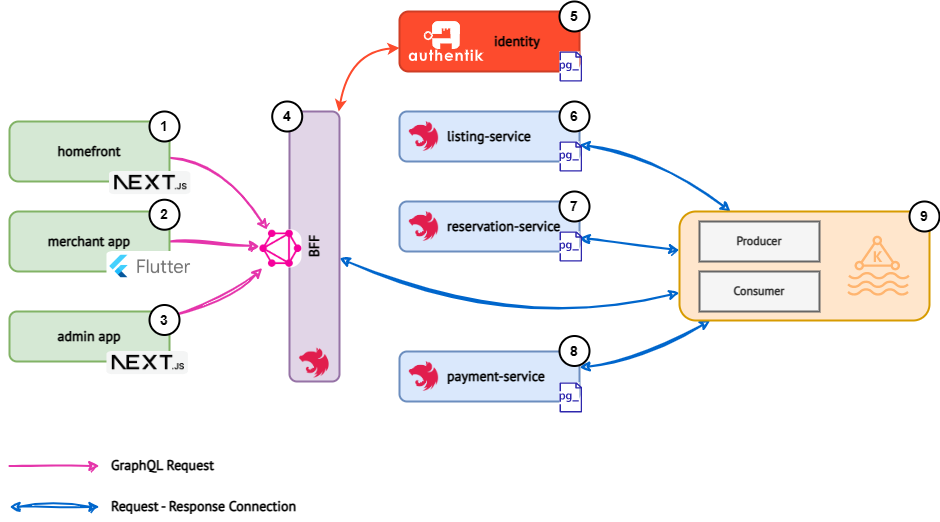 5
identity
authentik
pg_
4
6
listing-service
pg_
1
homefront
NEXT.JS
2
merchant app
Flutter
3
admin app
NEXT.JS
BFF
7
reservation-service
pg_
9
Producer
Consumer
K
8
payment-service
pg_
GraphQL Request
Request - Response Connection